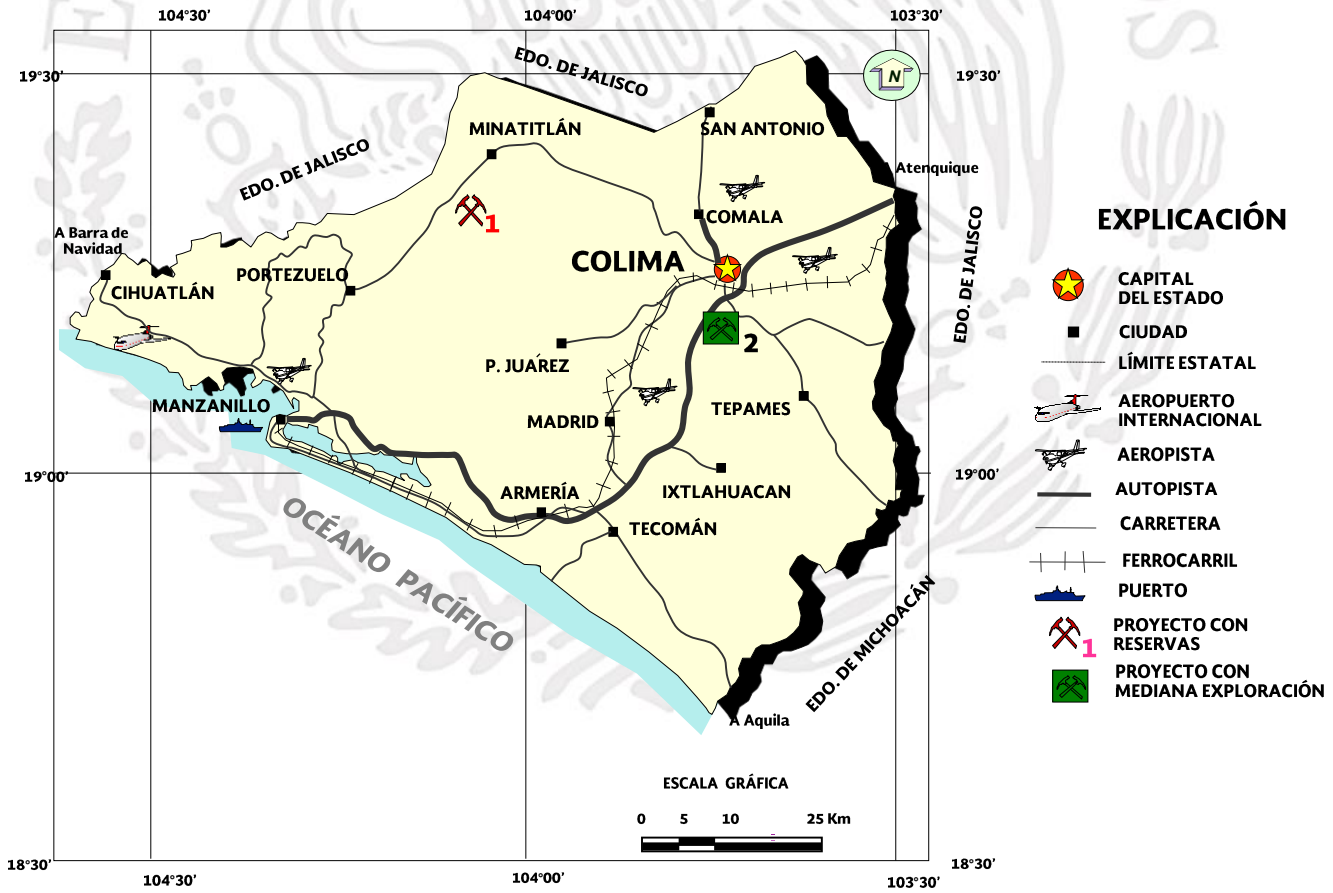 104°30’
104°00’
103°30’
19°30’
19°30’
EDO. DE JALISCO
N
MINATITLÁN
SAN ANTONIO
EDO. DE JALISCO
Atenquique
A Barra de
Navidad
COMALA
1
COLIMA
EDO. DE JALISCO
PORTEZUELO
CIHUATLÁN
2
P. JUÁREZ
MANZANILLO
MADRID
TEPAMES
19°00’
19°00’
ARMERÍA
IXTLAHUACAN
TECOMÁN
OCÉANO PACÍFICO
EDO. DE MICHOACÁN
A Aquila
ESCALA GRÁFICA
0 5 10 25 Km
18°30’
18°30’
104°30’
104°00’
103°30’
EXPLICACIÓN
CAPITAL
DEL ESTADO
CIUDAD
LÍMITE ESTATAL
AEROPUERTO
INTERNACIONAL
AEROPISTA
AUTOPISTA
CARRETERA
FERROCARRIL
PUERTO
PROYECTO CON
RESERVAS
1
PROYECTO CON
MEDIANA EXPLORACIÓN